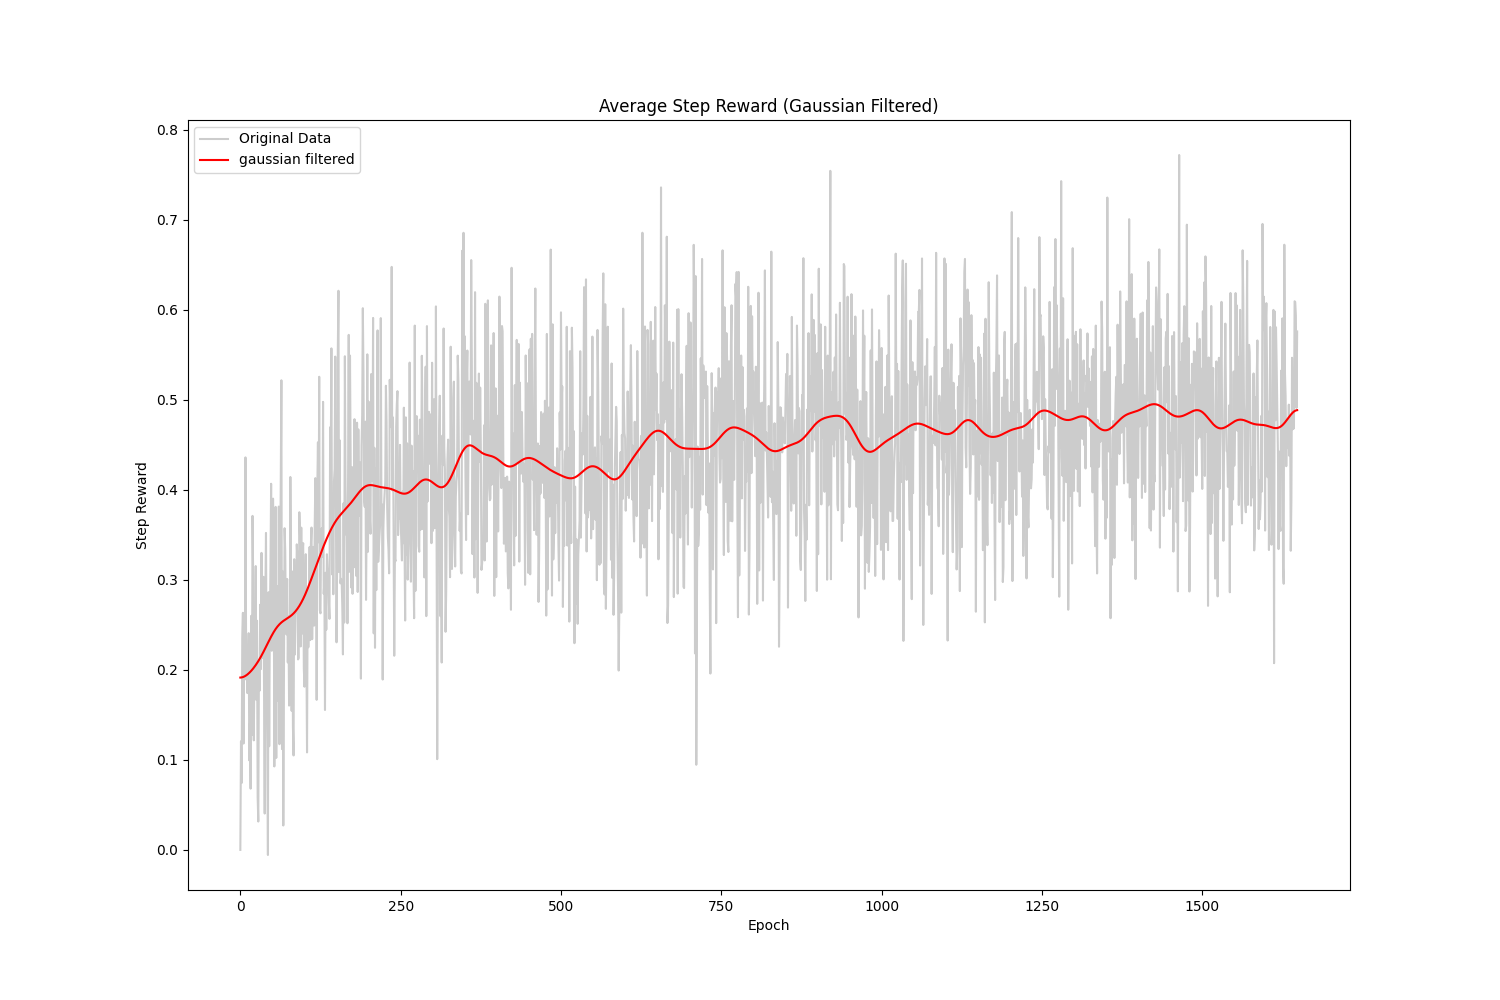 Average Step Reward (Gaussian Filtered)
Original Data
gaussian filtered
Step Reward
0.8
0.7
0.6
0.5
0.4
0.3
0.2
0.1
0.0
0 250 500 750 1000 1250 1500
Epoch